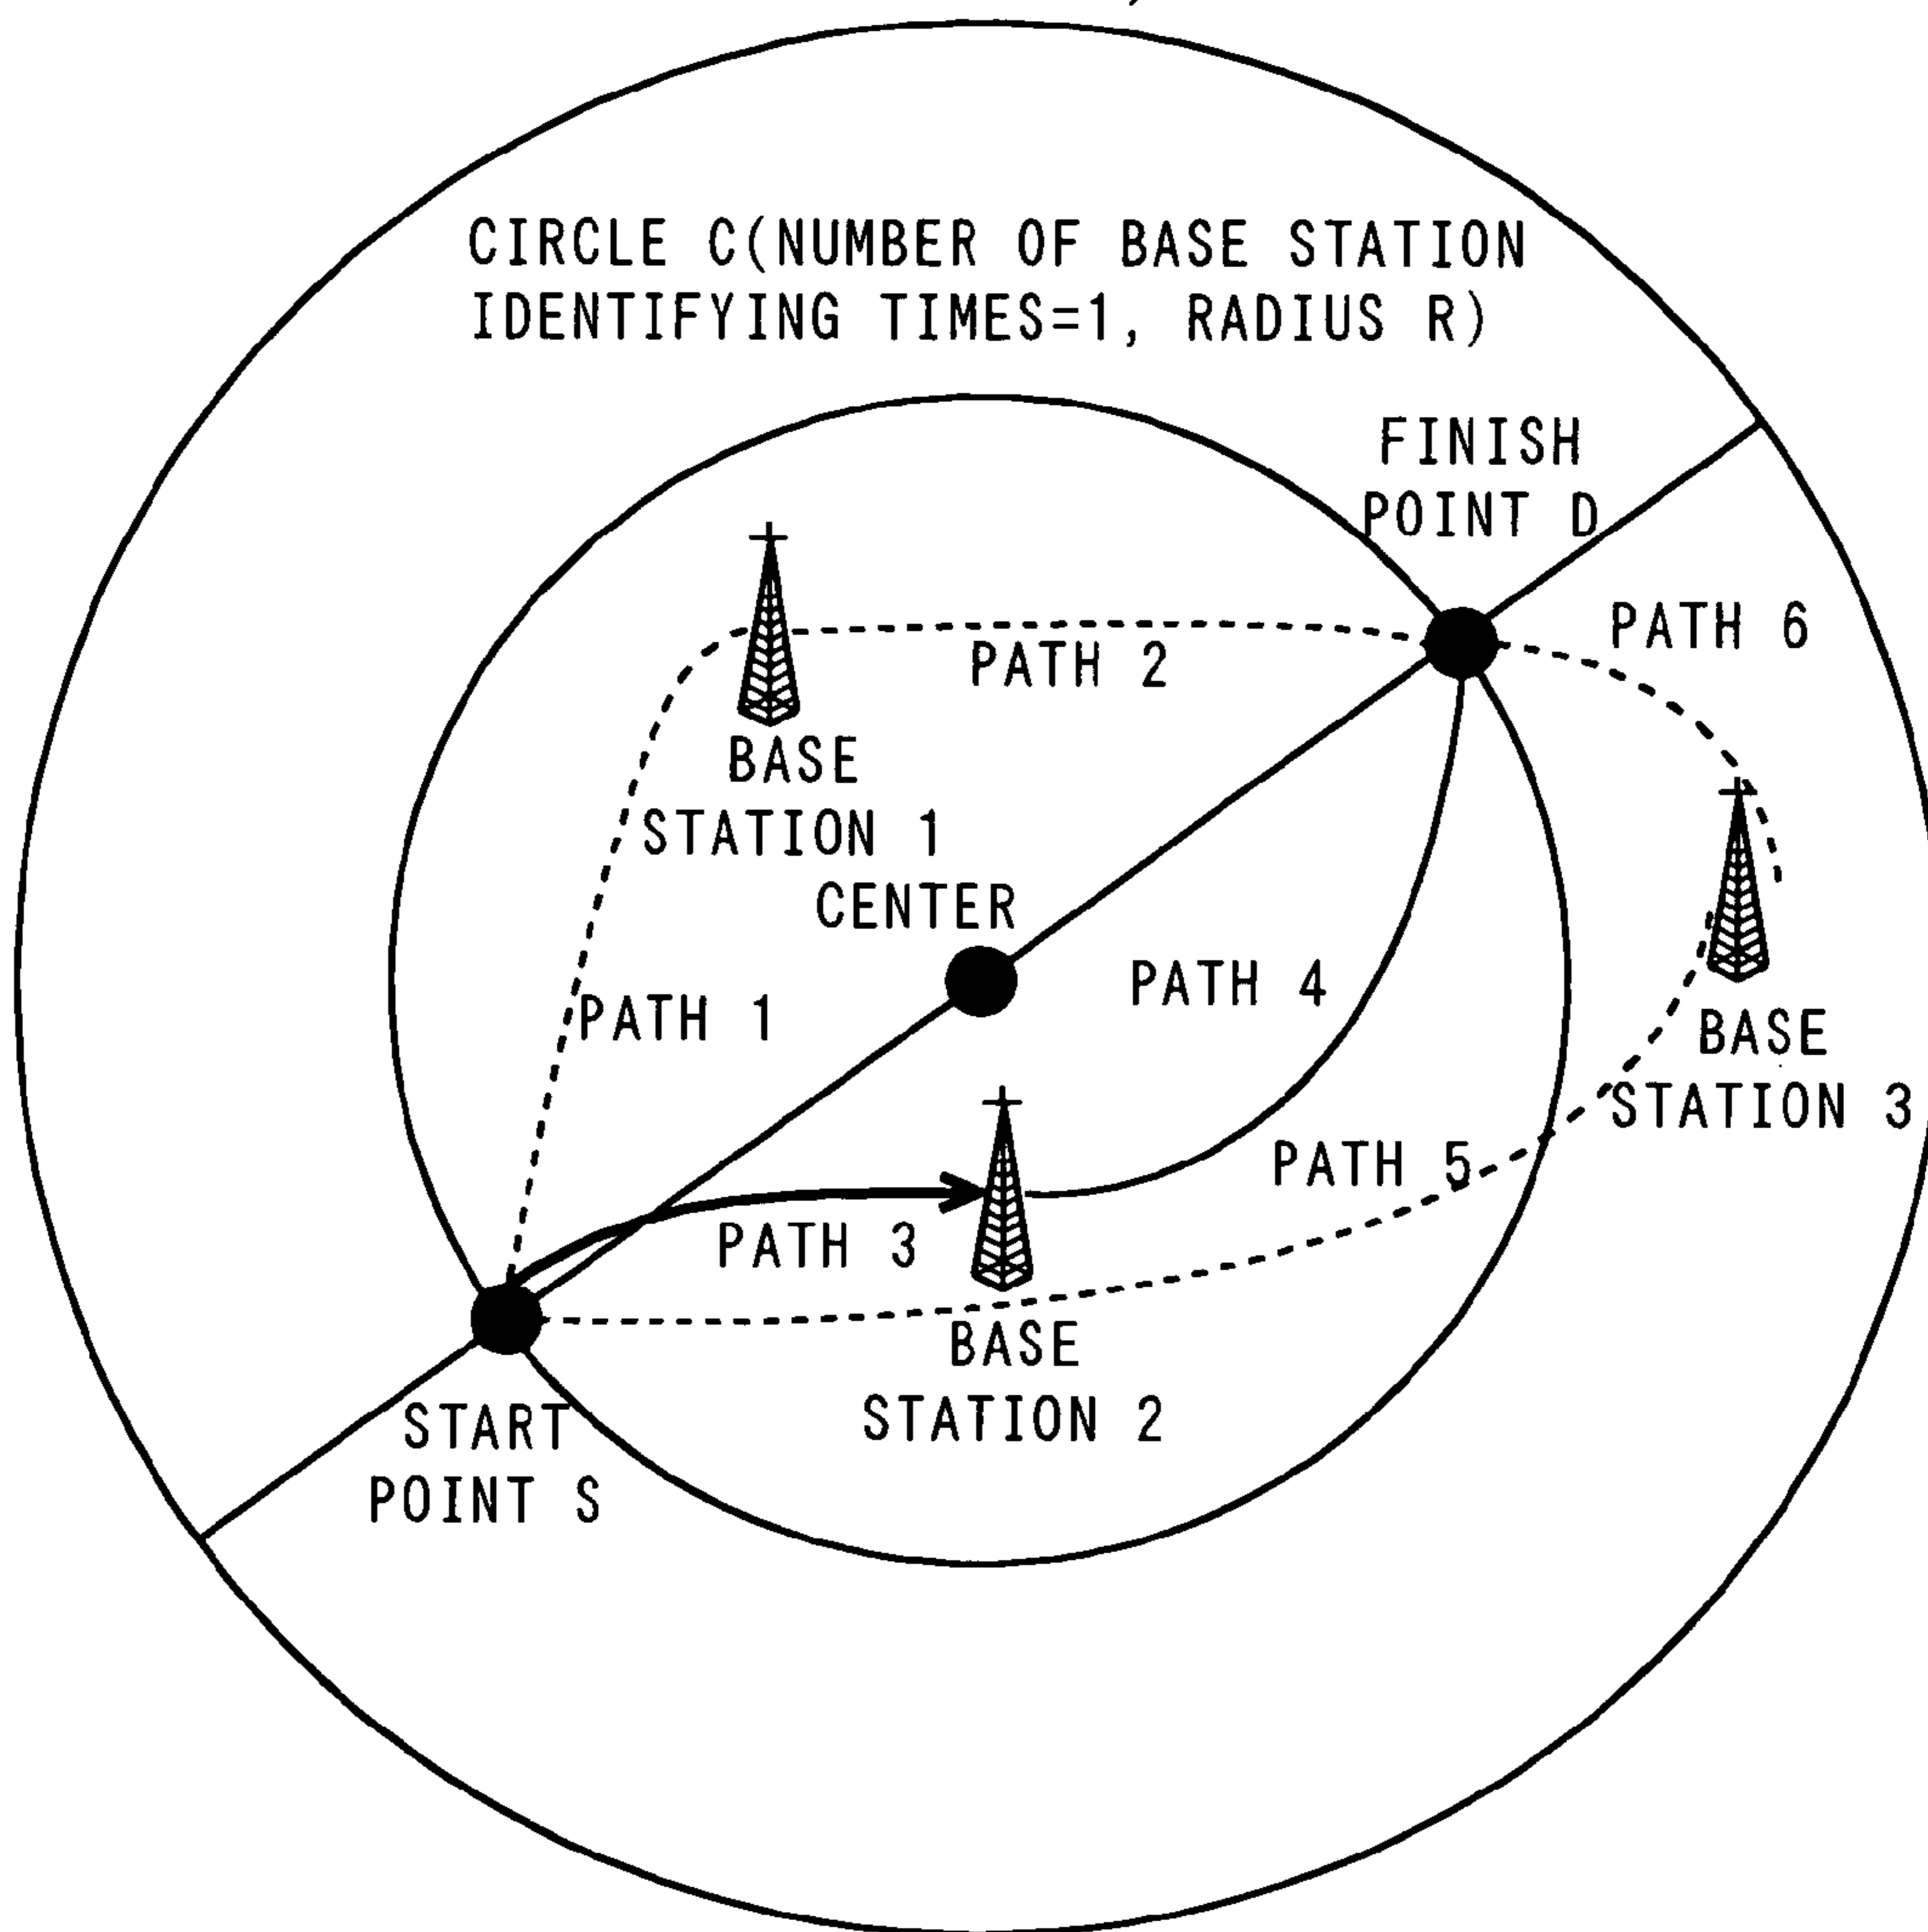 CIRCLE C(NUMBER OF BASE STATION
IDENTIFYING TIMES=1, RADIUS R)
FINISH
POINT D
PATH 6
PATH 2
BASE
STATION 1
CENTER
PATH 4
PATH 1
BASE
STATION 3
PATH 5
PATH 3
BASE
STATION 2
START
POINT S